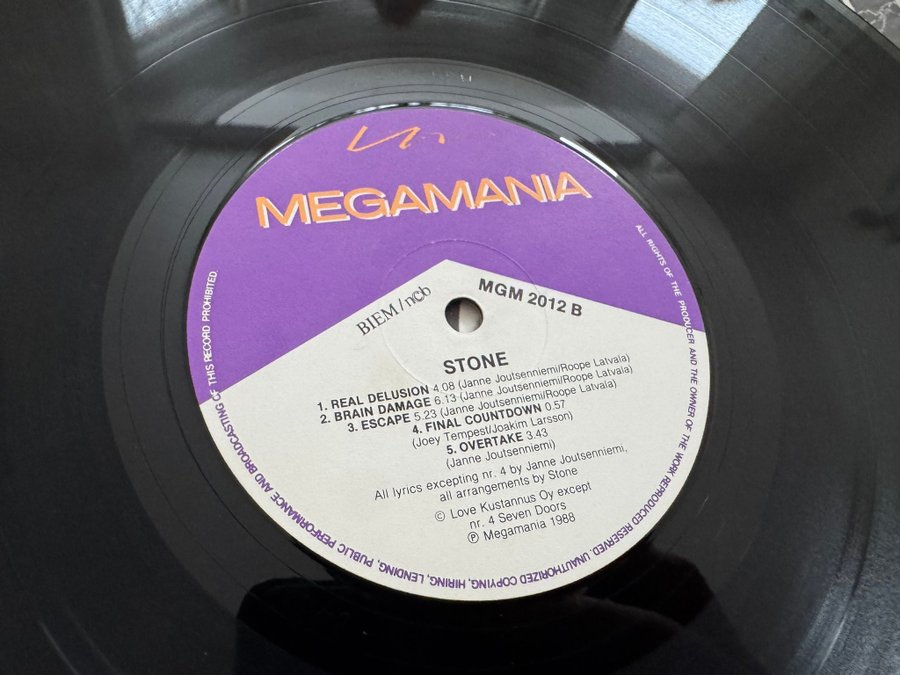 MEGAMANIA
BIEM/n©b
MGM 2012 B
STONE
1. REAL DELUSION 4.08 (Janne Joutsenniemi/Roope Latvala)
2. BRAIN DAMAGE 6.13 (Janne Joutsenniemi/Roope Latvala)
3. ESCAPE 5.23 (Janne Joutsenniemi/Roope Latvala)
4. FINAL COUNTDOWN 0.57
(Joey Tempest/Joakim Larsson)
5. OVERTAKE 3.43
(Janne Joutsenniemi)
All lyrics excepting nr. 4 by Janne Joutsenniemi,
all arrangements by Stone
© Love Kustannus Oy except
nr. 4 Seven Doors
℗ Megamania 1988
ALL RIGHTS OF THE PRODUCER AND THE OWNER OF THE WORK REPRODUCED RESERVED. UNAUTHORIZED COPYING, HIRING, LENDING, PUBLIC PERFORMANCE AND BROADCASTING OF THIS RECORD PROHIBITED.